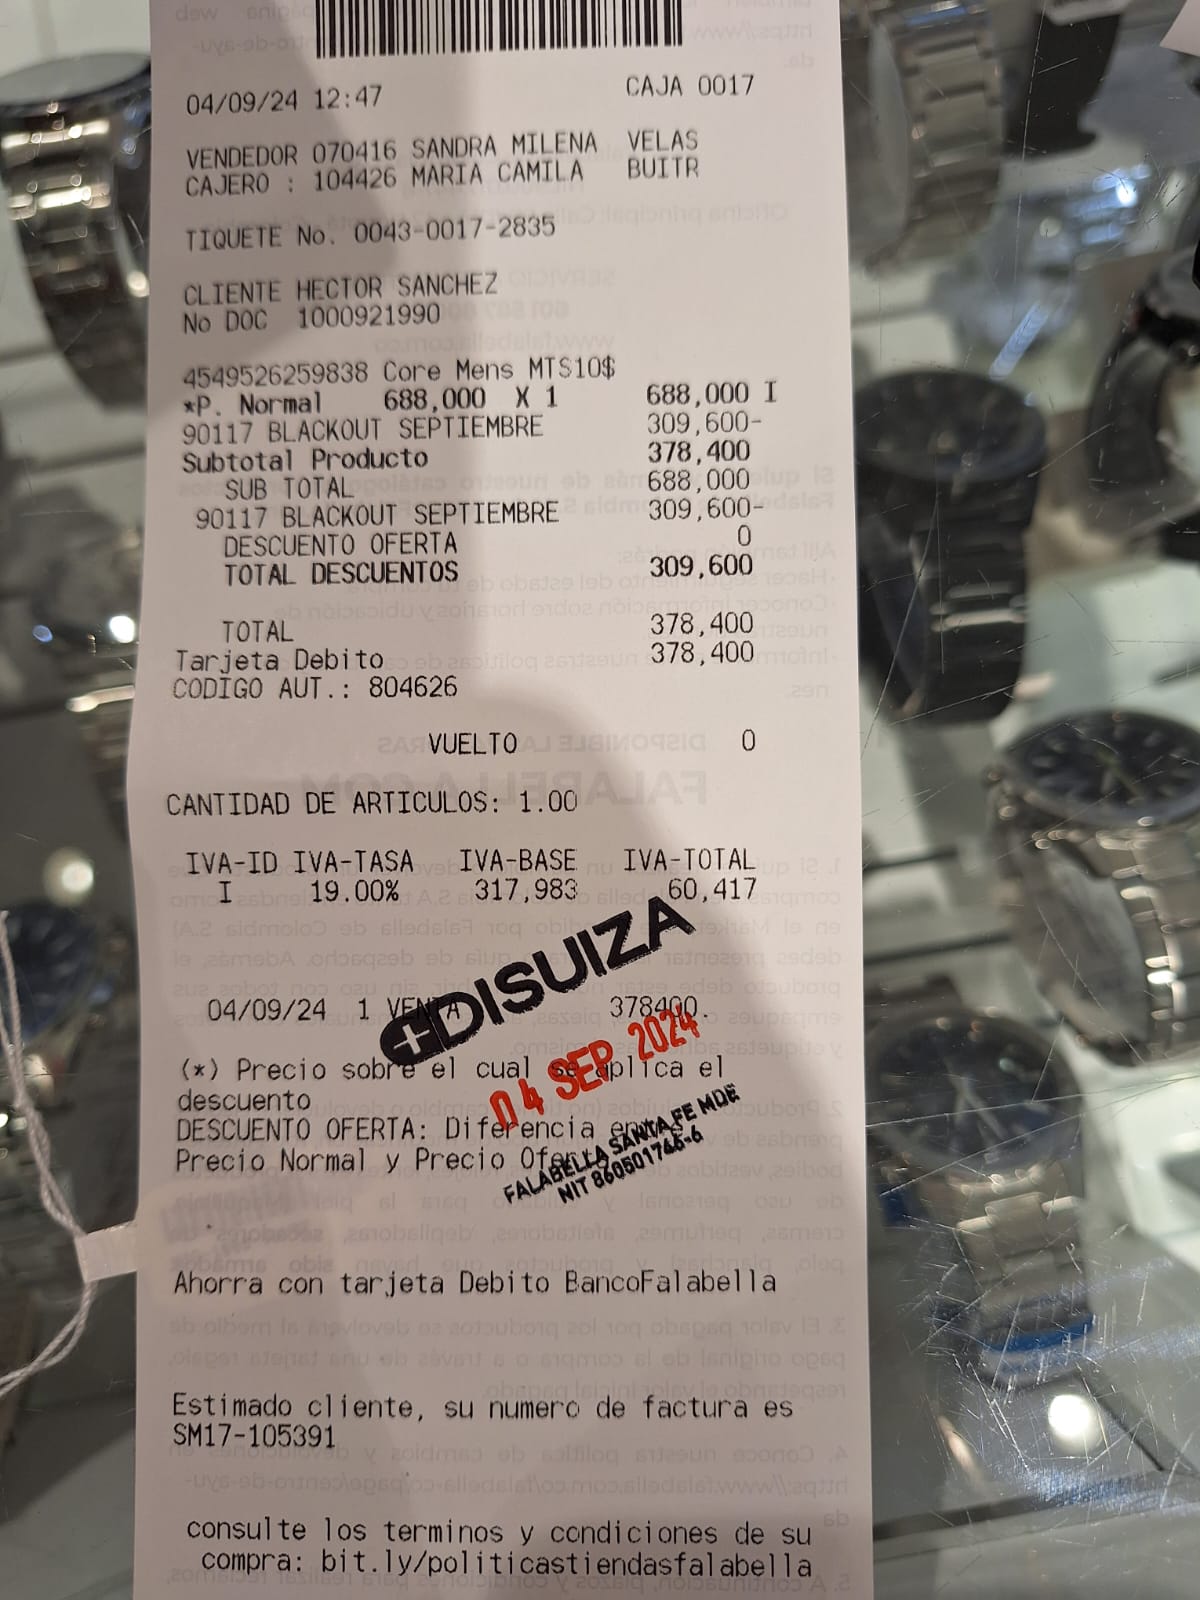 04/09/24 12:47 CAJA 0017
VENDEDOR 070416 SANDRA MILENA VELAS
CAJERO : 104426 MARIA CAMILA BUITR
TIQUETE No. 0043-0017-2835
CLIENTE HECTOR SANCHEZ
No DOC 1000921990
4549526259838 Core Mens MTS10$
*P. Normal 688,000 X 1 688,000 I
90117 BLACKOUT SEPTIEMBRE 309,600-
Subtotal Producto 378,400
SUB TOTAL 688,000
90117 BLACKOUT SEPTIEMBRE 309,600-
DESCUENTO OFERTA 0
TOTAL DESCUENTOS 309,600
TOTAL 378,400
Tarjeta Debito 378,400
CODIGO AUT.: 804626
VUELTO 0
CANTIDAD DE ARTICULOS: 1.00
IVA-ID IVA-TASA IVA-BASE IVA-TOTAL
I 19.00% 317,983 60,417
+DISUIZA
04/09/24 1 VENTA 378400.
04 SEP 2024
(*) Precio sobre el cual se aplica el
descuento
DESCUENTO OFERTA: Diferencia entre
Precio Normal y Precio Oferta
FALABELLA SANTA FE MDE
NIT 860501746-6
Ahorra con tarjeta Debito BancoFalabella
Estimado cliente, su numero de factura es
SM17-105391
consulte los terminos y condiciones de su
compra: bit.ly/politicastiendasfalabella